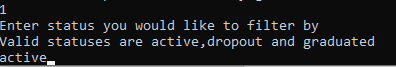 1
Enter status you would like to filter by
Valid statuses are active,dropout and graduated
active